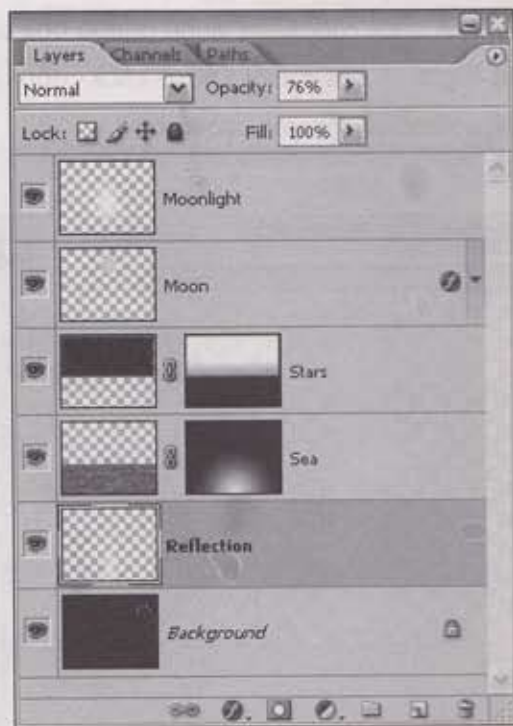 Layers Channels Paths
Normal Opacity: 76%
Lock: Fill: 100%
Moonlight
Moon
Stars
Sea
Reflection
Background